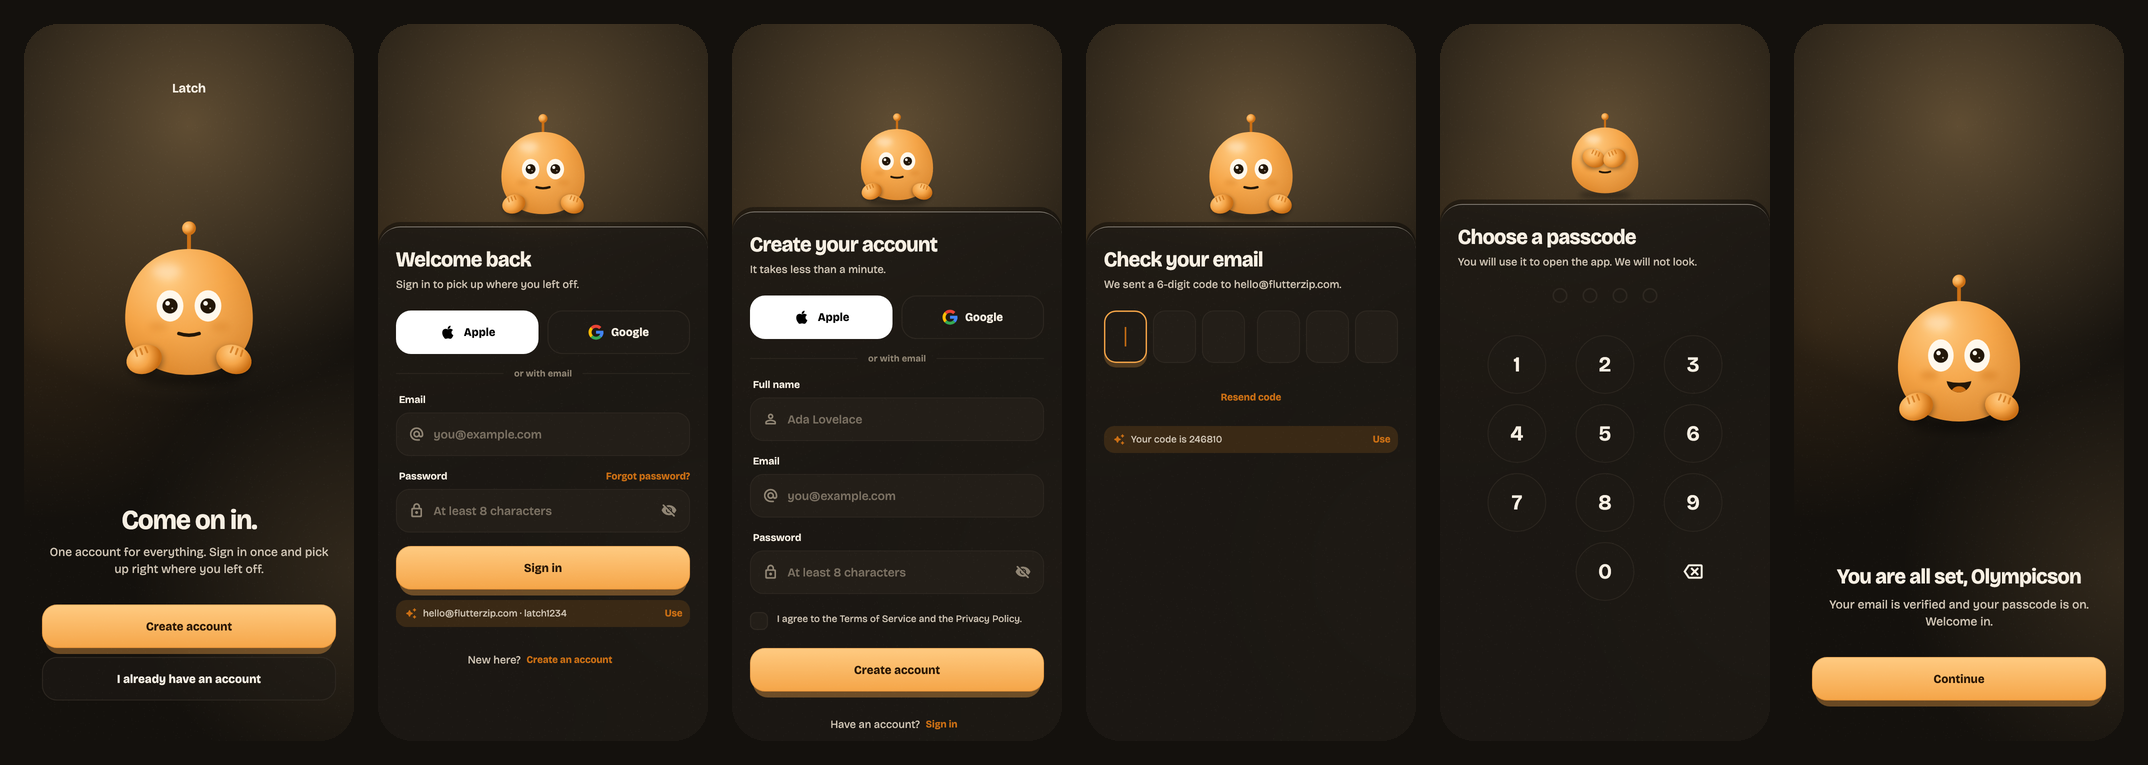 Latch
Come on in.
One account for everything. Sign in once and pick
up right where you left off.
Create account
I already have an account
Welcome back
Sign in to pick up where you left off.
Apple
Google
or with email
Email
you@example.com
Password
Forgot password?
At least 8 characters
Sign in
hello@flutterzip.com · latch1234
Use
New here? Create an account
Create your account
It takes less than a minute.
Apple
Google
or with email
Full name
Ada Lovelace
Email
you@example.com
Password
At least 8 characters
I agree to the Terms of Service and the Privacy Policy.
Create account
Have an account? Sign in
Check your email
We sent a 6-digit code to hello@flutterzip.com.
Resend code
Your code is 246810
Use
Choose a passcode
You will use it to open the app. We will not look.
1 2 3
4 5 6
7 8 9
0
You are all set, Olympicson
Your email is verified and your passcode is on.
Welcome in.
Continue